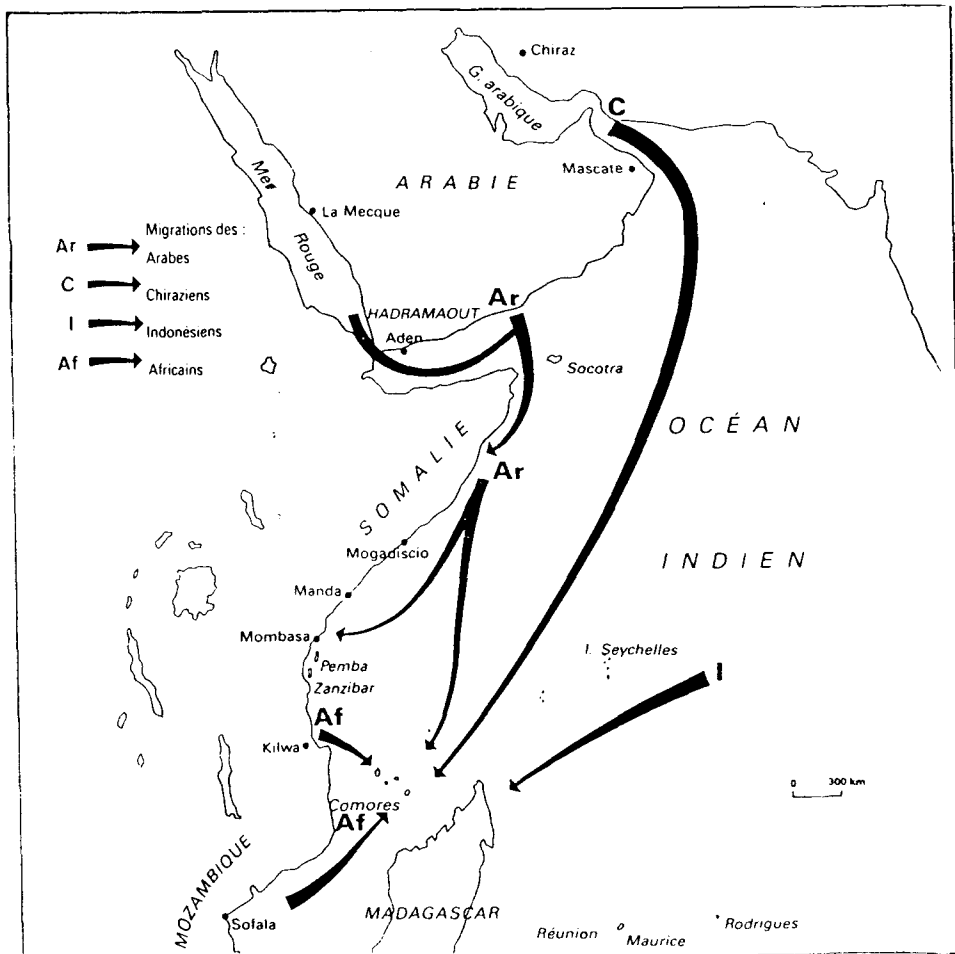 Chiraz
G. arabique
C
Mascate
ARABIE
Mer
Rouge
La Mecque
Migrations des :
Ar
Arabes
C
Chiraziens
I
Indonésiens
Af
Africains
HADRAMAOUT
Ar
Aden
Socotra
OCÉAN
SOMALIE
Ar
Mogadiscio
INDIEN
Manda
Mombasa
Pemba
Zanzibar
I. Seychelles
I
Af
Kilwa
0 300 km
Comores
Af
MOZAMBIQUE
Sofala
MADAGASCAR
Réunion
Maurice
Rodrigues